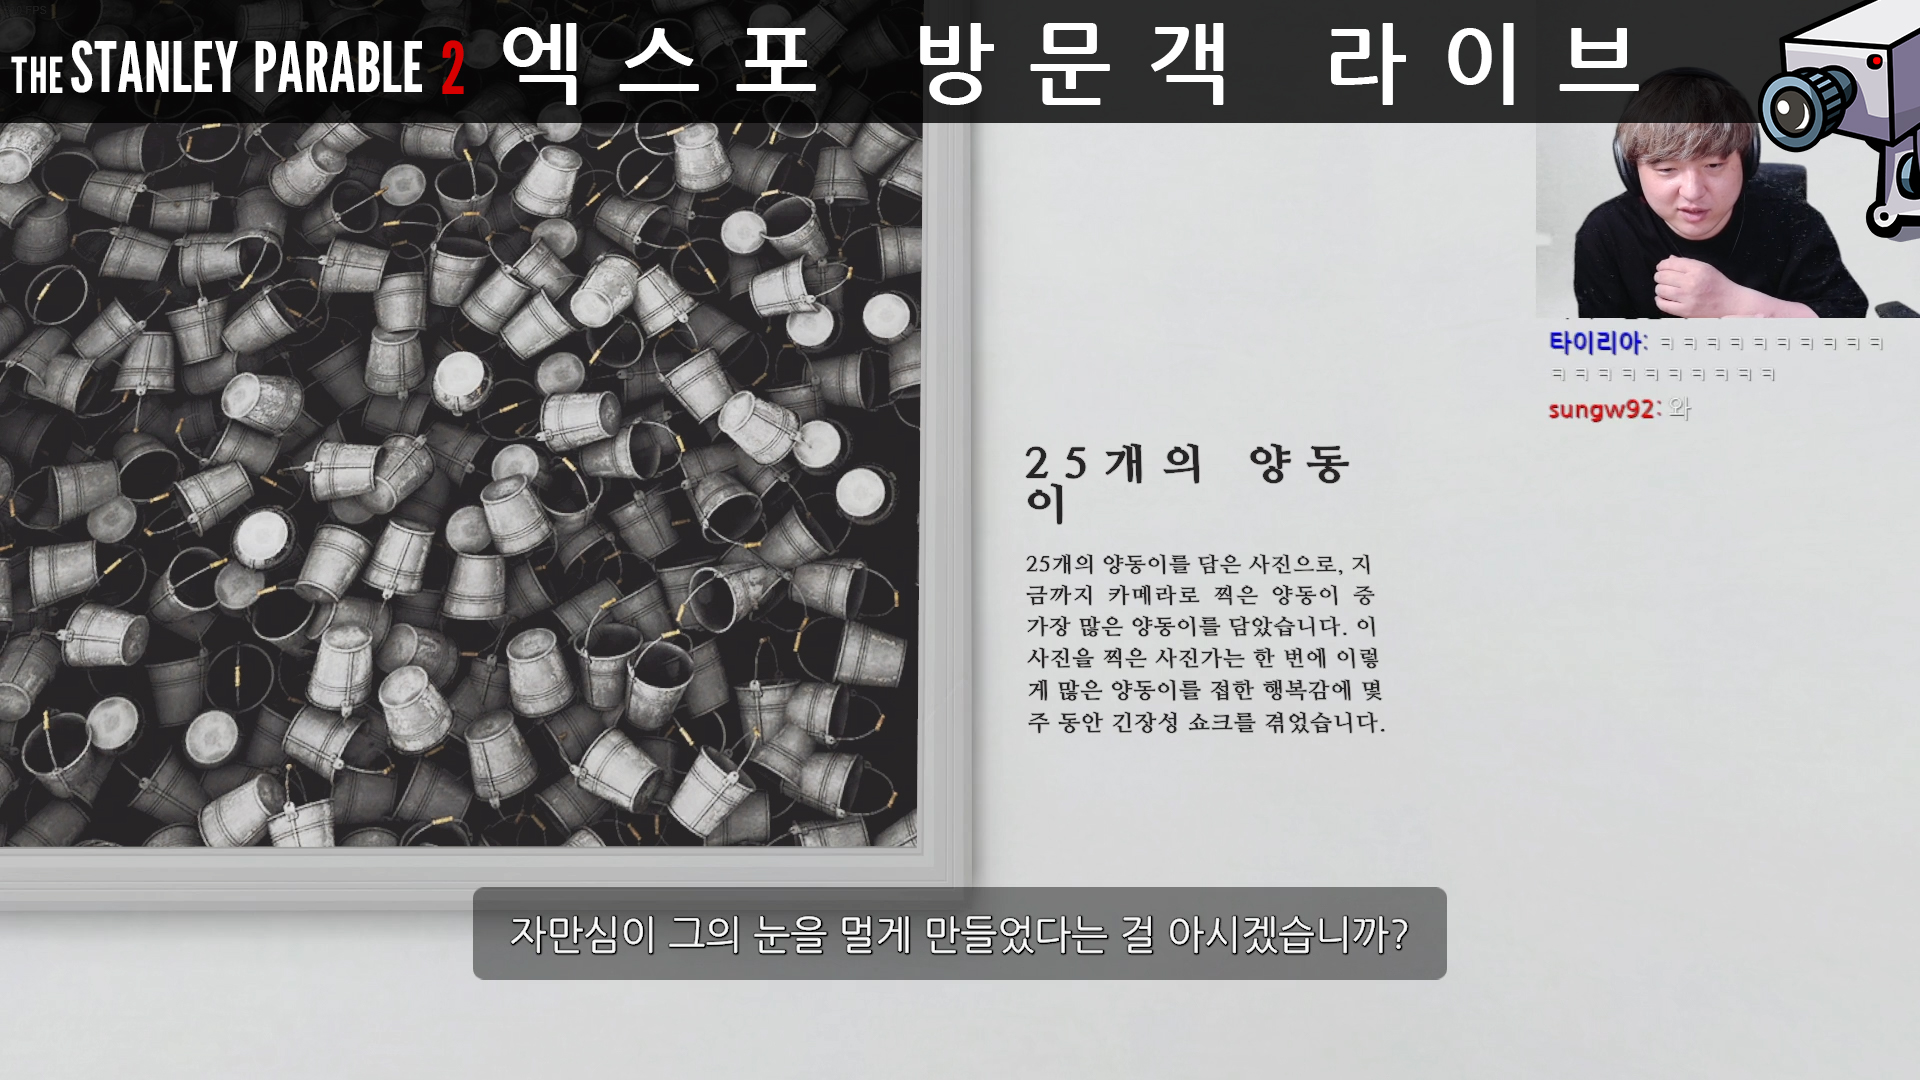 FPS
THE STANLEY PARABLE 2 엑스포 방문객 라이브
타이리아: ㅋㅋㅋㅋㅋㅋㅋㅋㅋㅋ
ㅋㅋㅋㅋㅋㅋㅋㅋㅋㅋ
sungw92: 와
25개의 양동
이
25개의 양동이를 담은 사진으로, 지
금까지 카메라로 찍은 양동이 중
가장 많은 양동이를 담았습니다. 이
사진을 찍은 사진가는 한 번에 이렇
게 많은 양동이를 접한 행복감에 몇
주 동안 긴장성 쇼크를 겪었습니다.
자만심이 그의 눈을 멀게 만들었다는 걸 아시겠습니까?